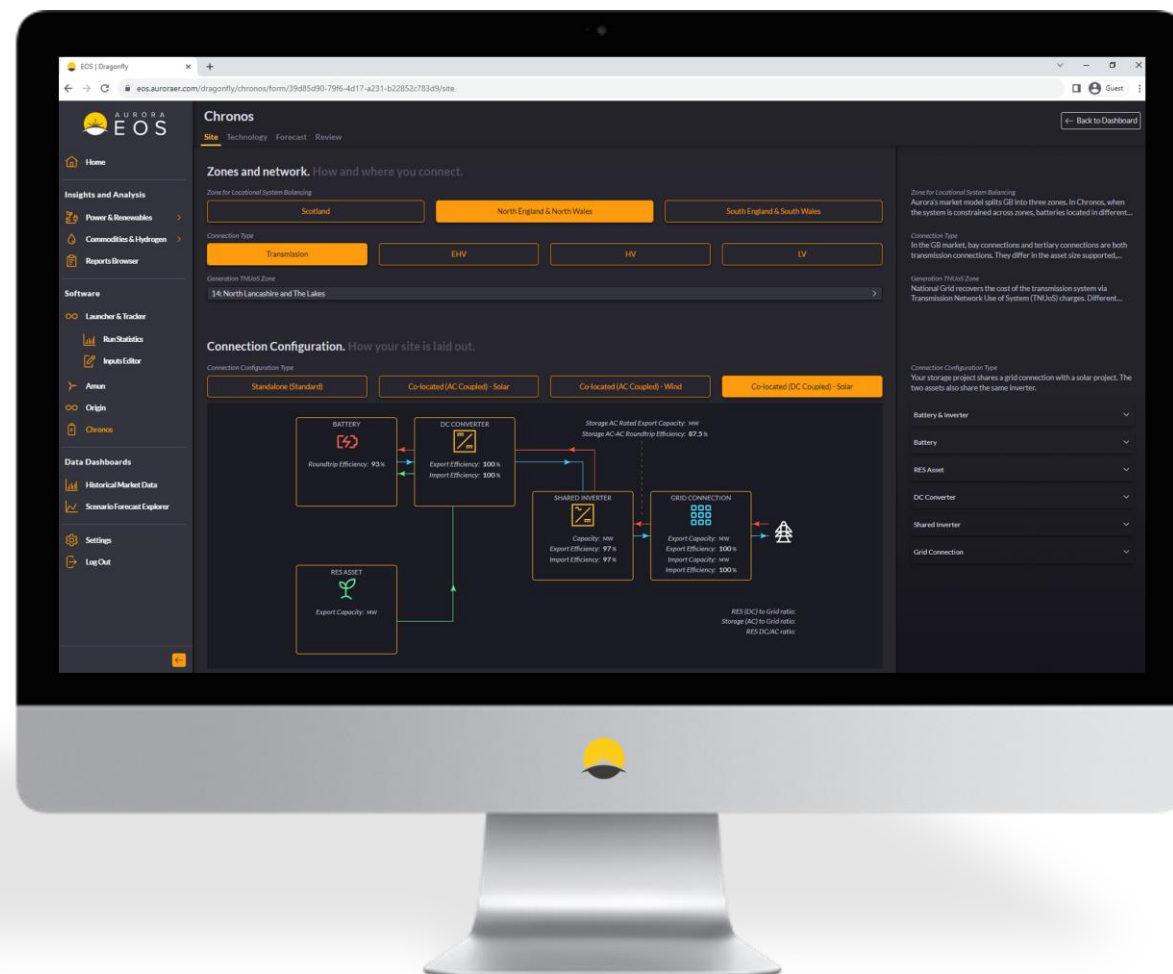 EOS | Dragonfly
eos.auroraer.com/dragonfly/chronos/form/39d85d90-79f6-4d17-a231-b22852c783d9/site
Guest
AURORA
EOS
Home
Insights and Analysis
Power & Renewables
Commodities & Hydrogen
Reports Browser
Software
Launcher & Tracker
Run Statistics
Inputs Editor
Amun
Origin
Chronos
Data Dashboards
Historical Market Data
Scenario Forecast Explorer
Settings
Log Out
Chronos
← Back to Dashboard
Site Technology Forecast Review
Zones and network. How and where you connect.
Zone for Locational System Balancing
Scotland North England & North Wales South England & South Wales
Connection Type
Transmission EHV HV LV
Generation TNUoS Zone
14: North Lancashire and The Lakes
Zone for Locational System Balancing
Aurora's market model splits GB into three zones. In Chronos, when
the system is constrained across zones, batteries located in different...
Connection Type
In the GB market, bay connections and tertiary connections are both
transmission connections. They differ in the asset size supported,...
Generation TNUoS Zone
National Grid recovers the cost of the transmission system via
Transmission Network Use of System (TNUoS) charges. Different...
Connection Configuration. How your site is laid out.
Connection Configuration Type
Standalone (Standard) Co-located (AC Coupled) - Solar Co-located (AC Coupled) - Wind Co-located (DC Coupled) - Solar
BATTERY
Roundtrip Efficiency: 93 %
DC CONVERTER
Export Efficiency: 100 %
Import Efficiency: 100 %
Storage AC Rated Export Capacity: MW
Storage AC-AC Roundtrip Efficiency: 87.5 %
SHARED INVERTER
Capacity: MW
Export Efficiency: 97 %
Import Efficiency: 97 %
GRID CONNECTION
Export Capacity: MW
Export Efficiency: 100 %
Import Capacity: MW
Import Efficiency: 100 %
RES ASSET
Export Capacity: MW
RES (DC) to Grid ratio:
Storage (AC) to Grid ratio:
RES DC/AC ratio:
Connection Configuration Type
Your storage project shares a grid connection with a solar project. The
two assets also share the same inverter.
Battery & Inverter
Battery
RES Asset
DC Converter
Shared Inverter
Grid Connection